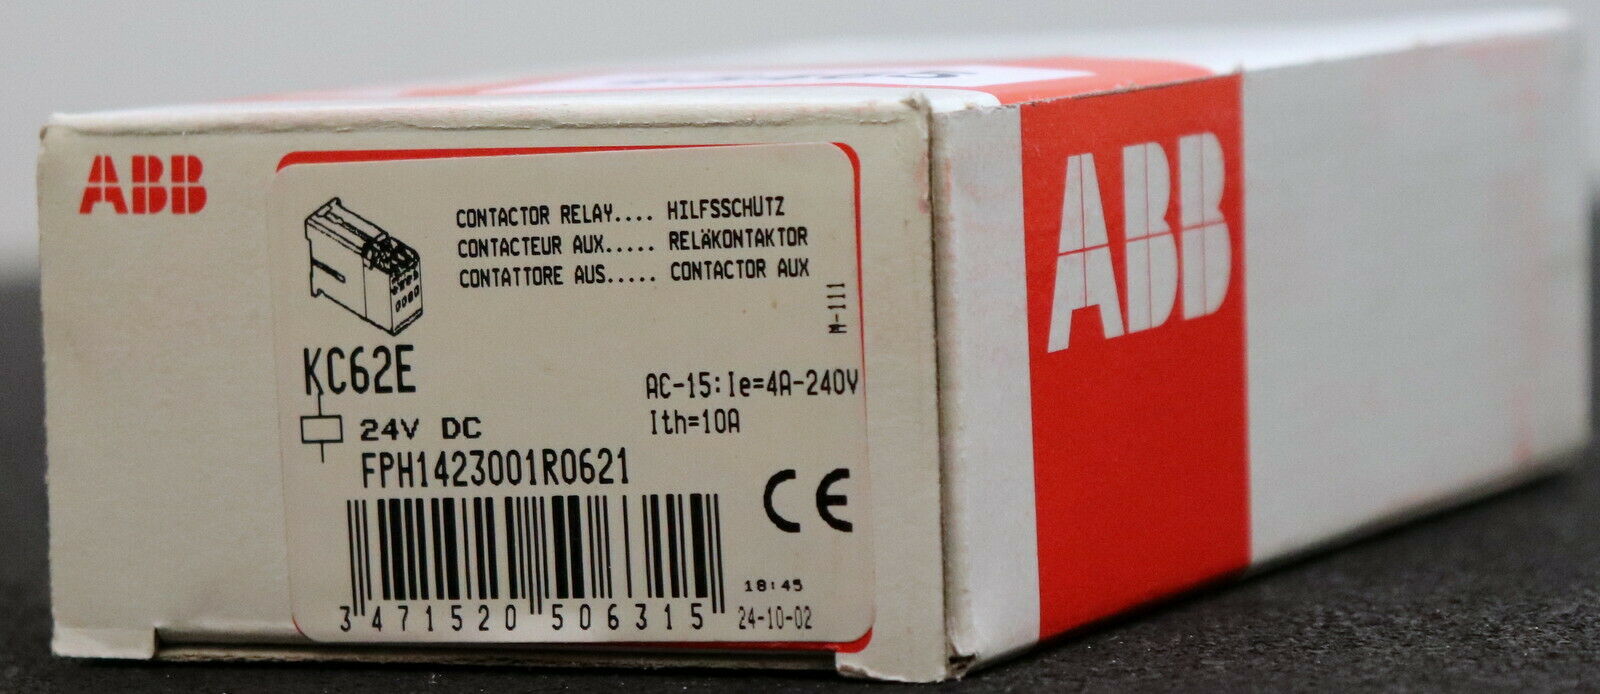 ABB
CONTACTOR RELAY.... HILFSSCHUTZ
CONTACTEUR AUX..... RELÄKONTAKTOR
CONTATTORE AUS..... CONTACTOR AUX
M-111
KC62E
AC-15:Ie=4A-240V
24V DC
Ith=10A
FPH1423001R0621
CE
18:45
3 471520 506315
24-10-02
ABB